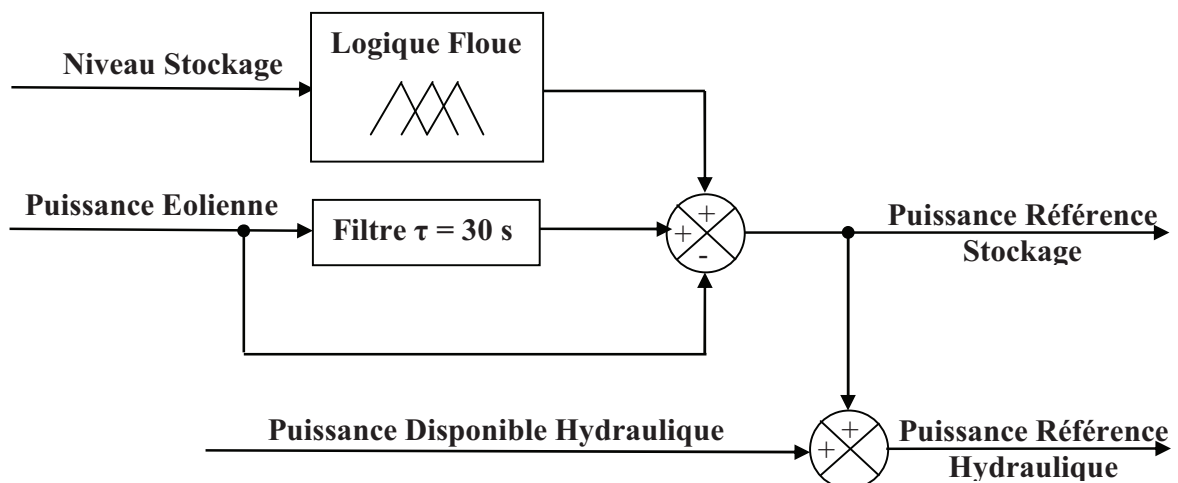 Logique Floue
Niveau Stockage
Puissance Eolienne
Filtre τ = 30 s
+
+
-
Puissance Référence
Stockage
Puissance Disponible Hydraulique
+
+
Puissance Référence
Hydraulique